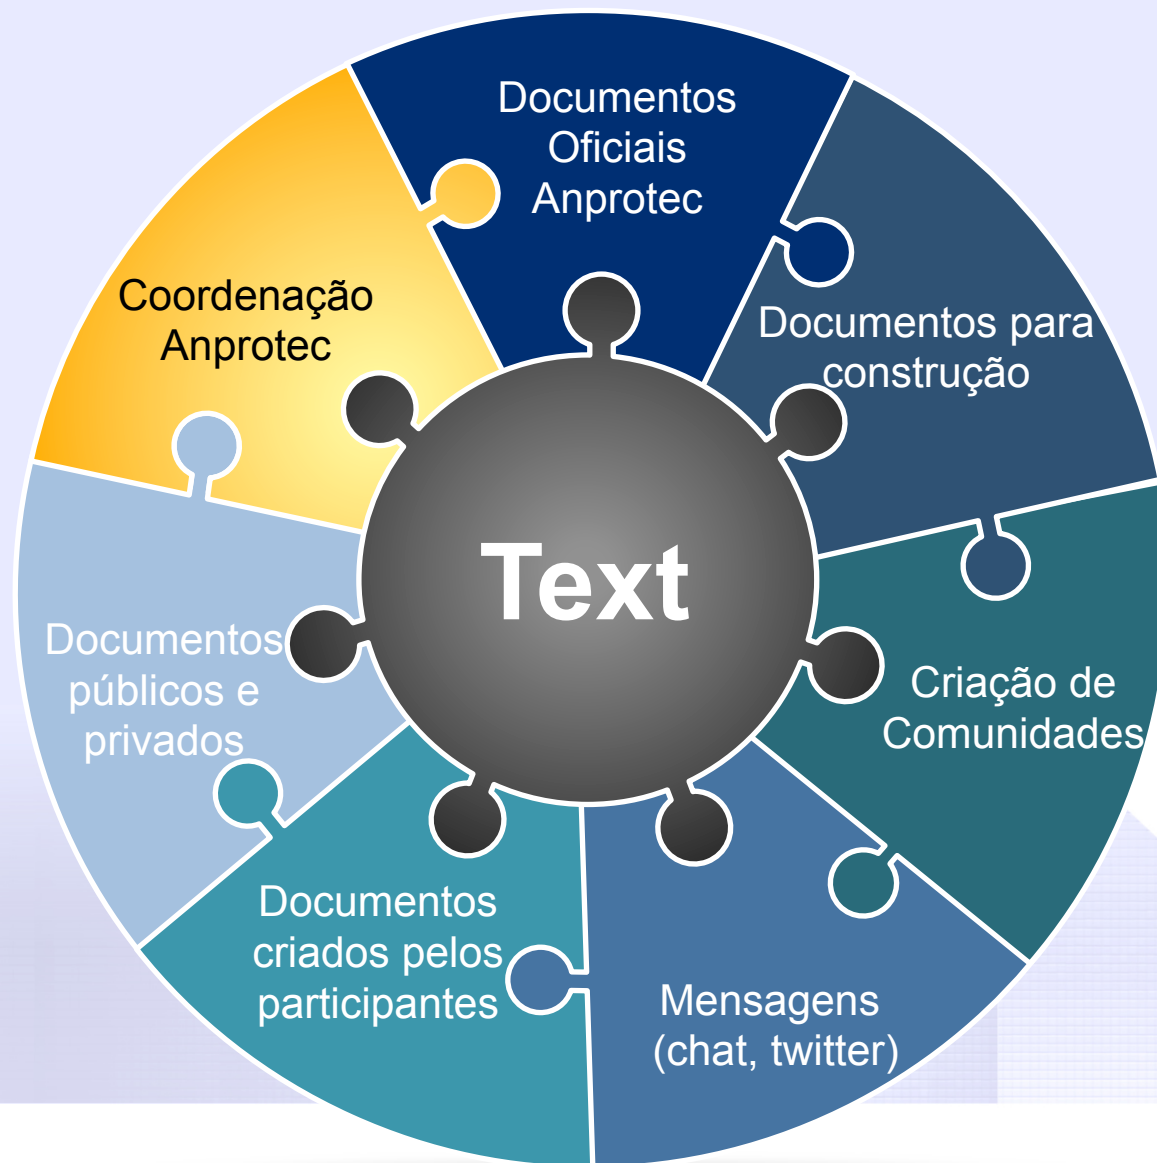 Documentos
Oficiais
Anprotec
Documentos para
construção
Criação de
Comunidades
Mensagens
(chat, twitter)
Documentos
criados pelos
participantes
Documentos
públicos e
privados
Coordenação
Anprotec
Text